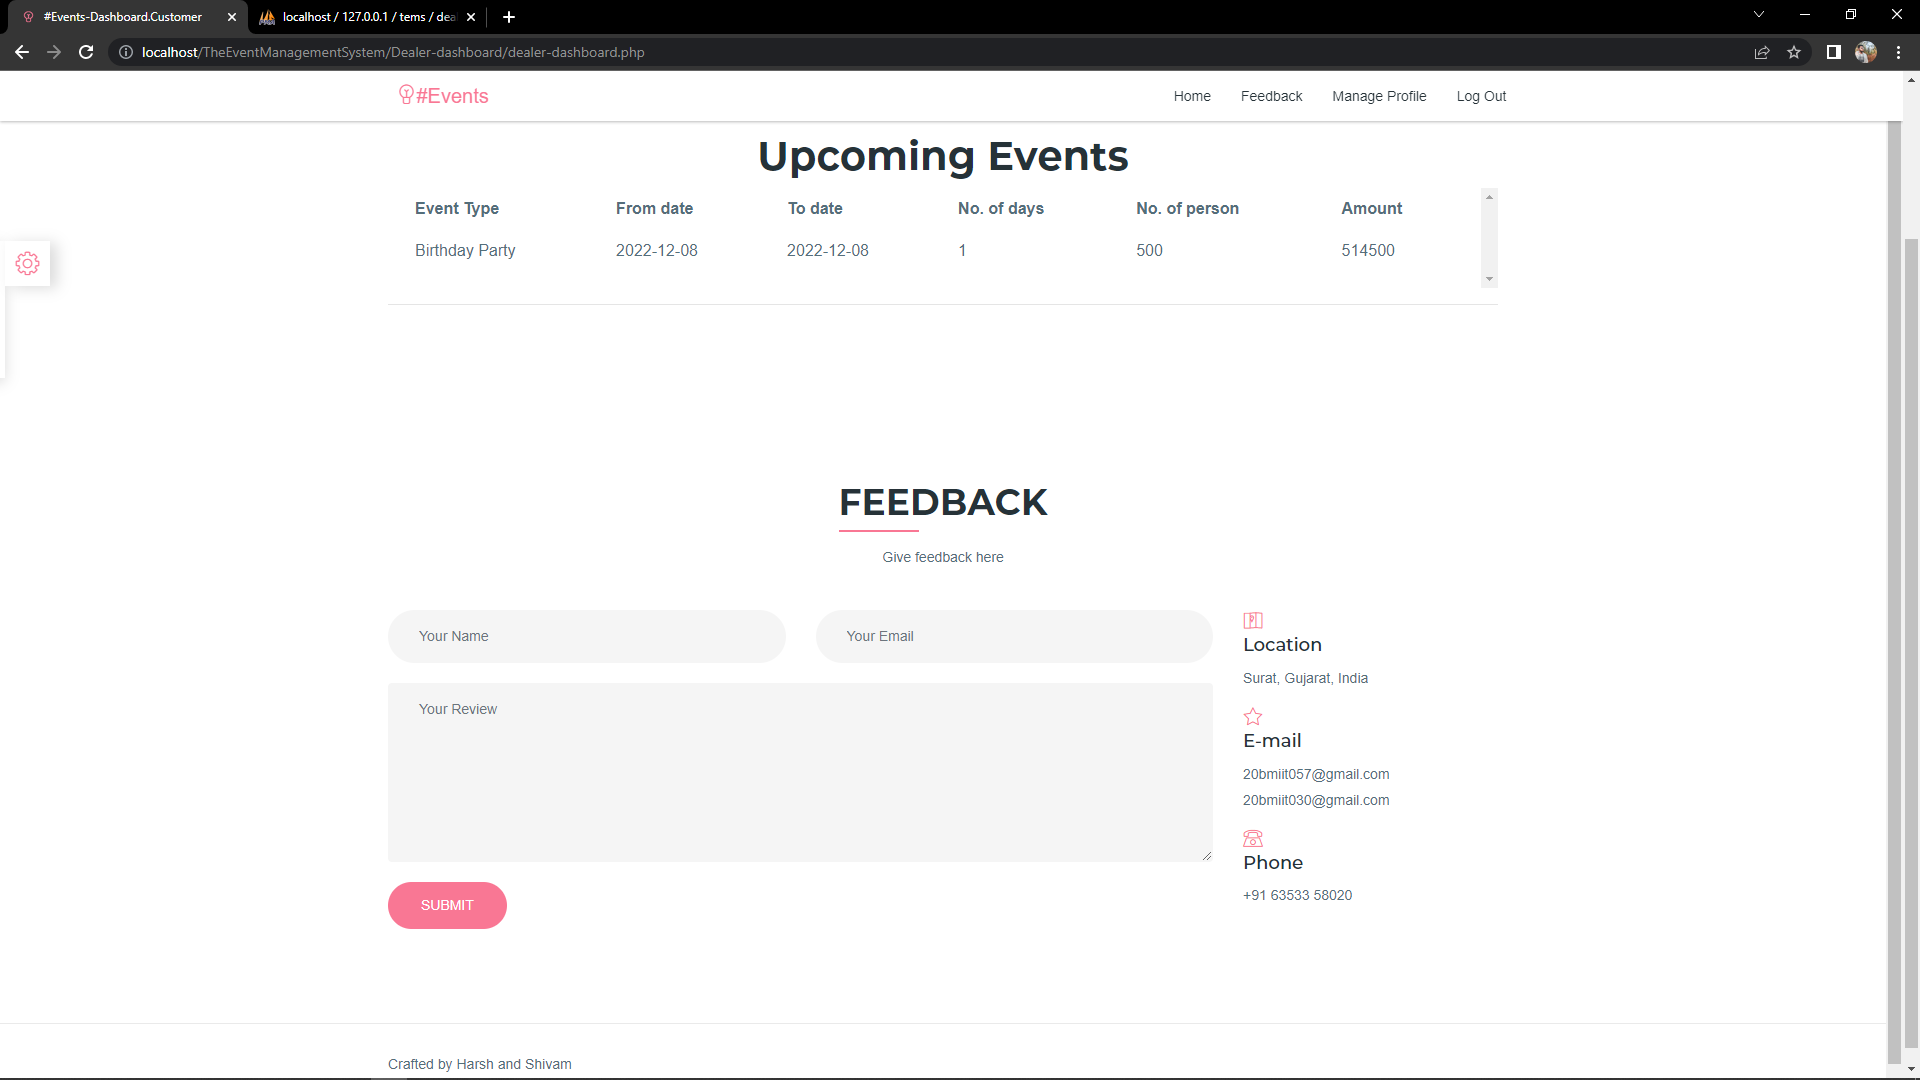 #Events-Dashboard.Customer
localhost / 127.0.0.1 / tems / dea
localhost/TheEventManagementSystem/Dealer-dashboard/dealer-dashboard.php
#Events
Home Feedback Manage Profile Log Out
Upcoming Events
Event Type From date To date No. of days No. of person Amount
Birthday Party 2022-12-08 2022-12-08 1 500 514500
FEEDBACK
Give feedback here
Your Name
Your Email
Your Review
SUBMIT
Location
Surat, Gujarat, India
E-mail
20bmiit057@gmail.com
20bmiit030@gmail.com
Phone
+91 63533 58020
Crafted by Harsh and Shivam